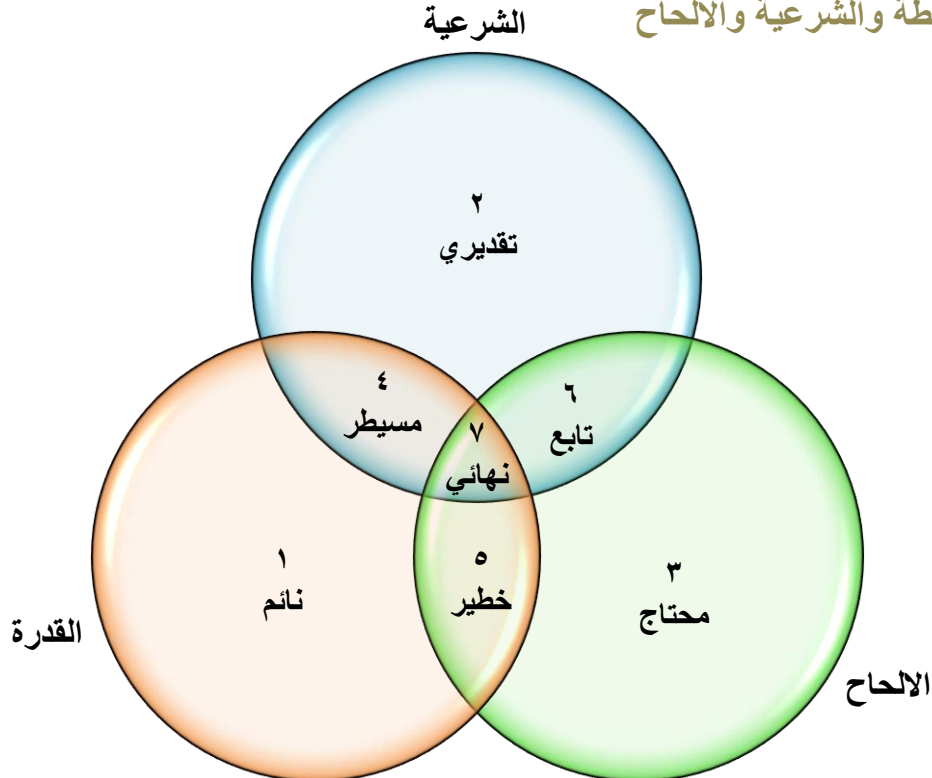 طة والشرعية والالحاح
الشرعية
٢
تقديري
٤
مسيطر
٦
تابع
٧
نهائي
١
نائم
٥
خطير
٣
محتاج
القدرة
الالحاح